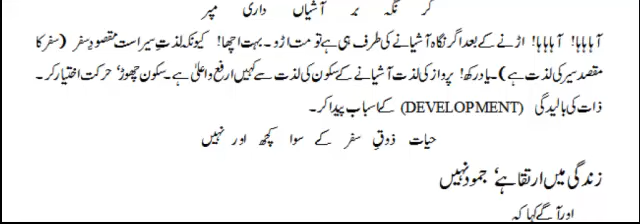 گر نگہ بہ آشیاں داری مپر
آہاہاہا! آہاہاہا! اڑنے کے بعد اگر نگاہ آشیانے کی طرف ہی ہے تو مت اڑو۔ بہت اچھا! کیونکہ لذتِ سیر است مقصودِ سفر (سفر کا
مقصد سیر کی لذت ہے)۔ یاد رکھ! پرواز کی لذت آشیانے کے سکون کی لذت سے کہیں ارفع و اعلیٰ ہے۔ سکون چھوڑ‘ حرکت اختیار کر۔
ذات کی بالیدگی (DEVELOPMENT) کے اسباب پیدا کر۔
حیات ذوقِ سفر کے سوا کچھ اور نہیں
زندگی میں ارتقا ہے‘ جمود نہیں
اور آگے کہا کہ